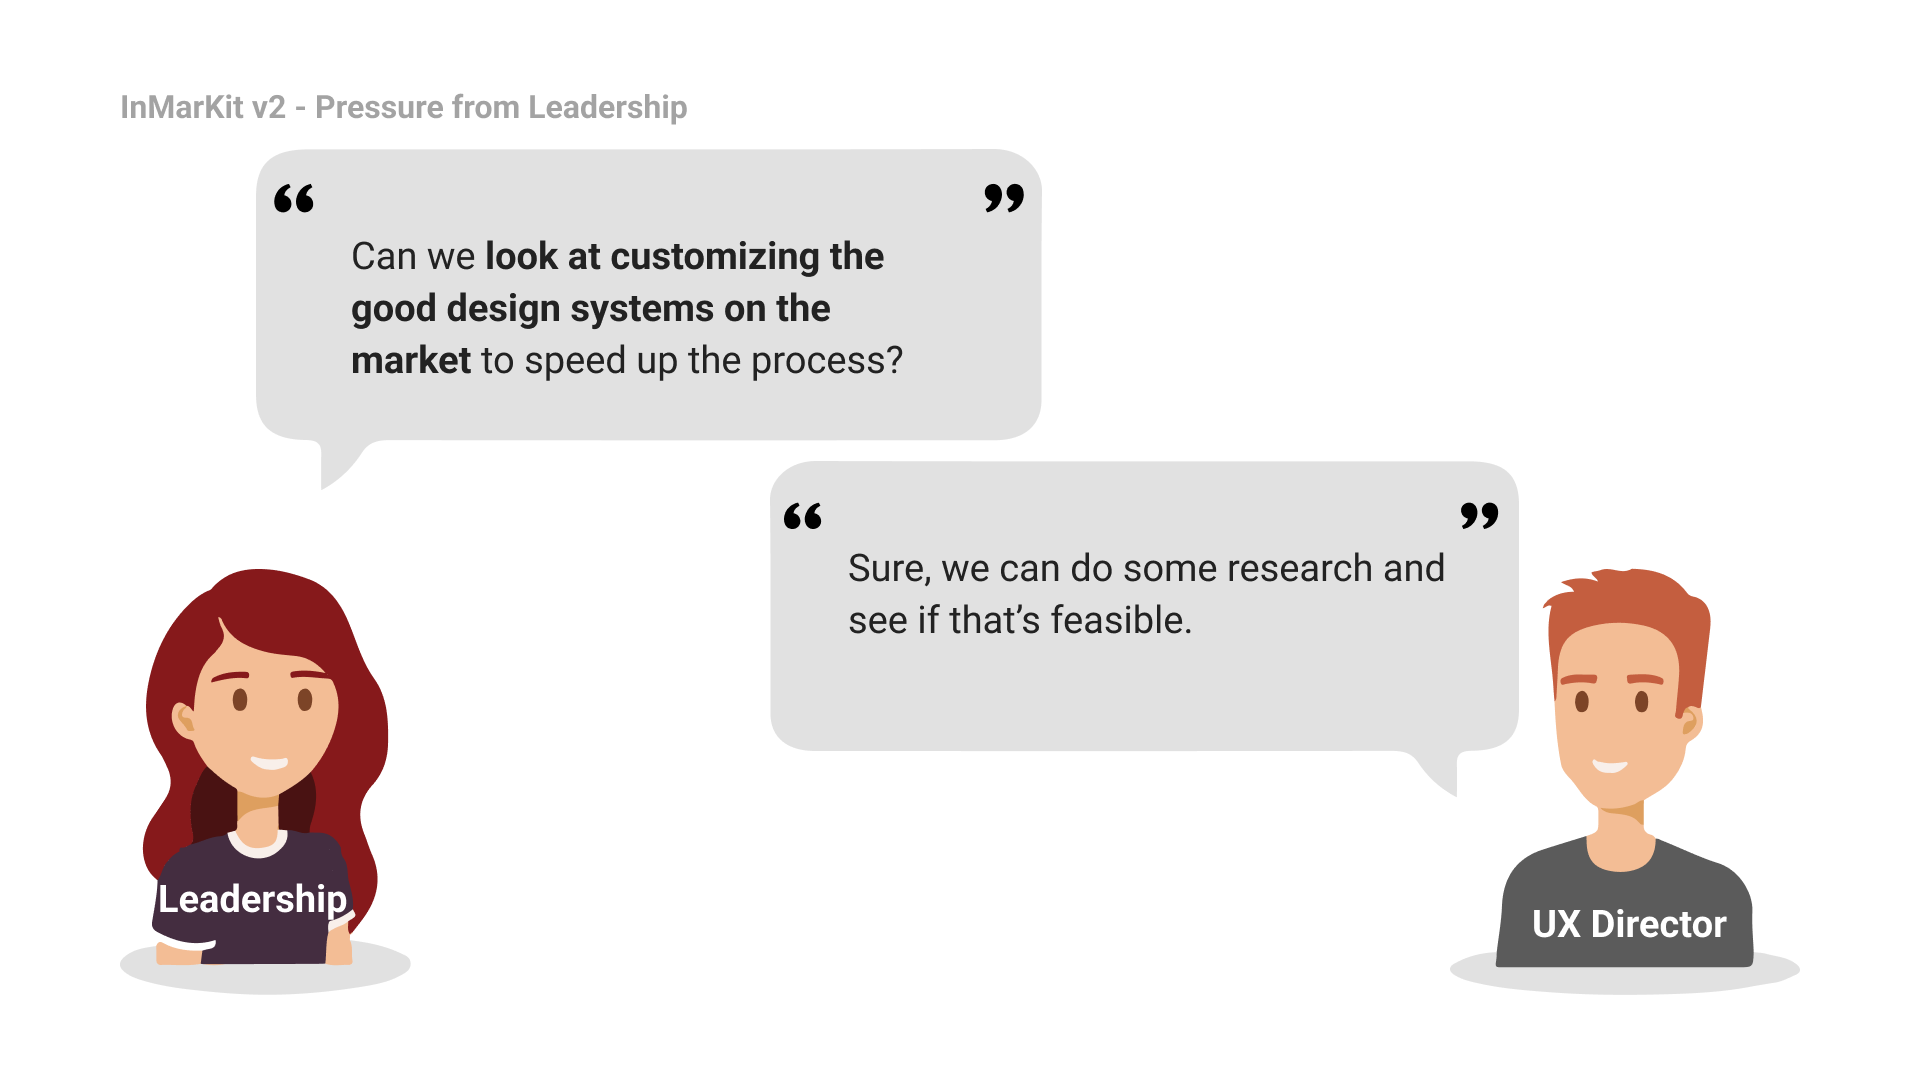 InMarKit v2 - Pressure from Leadership
“ ”
Can we look at customizing the
good design systems on the
market to speed up the process?
“ ”
Sure, we can do some research and
see if that’s feasible.
Leadership
UX Director